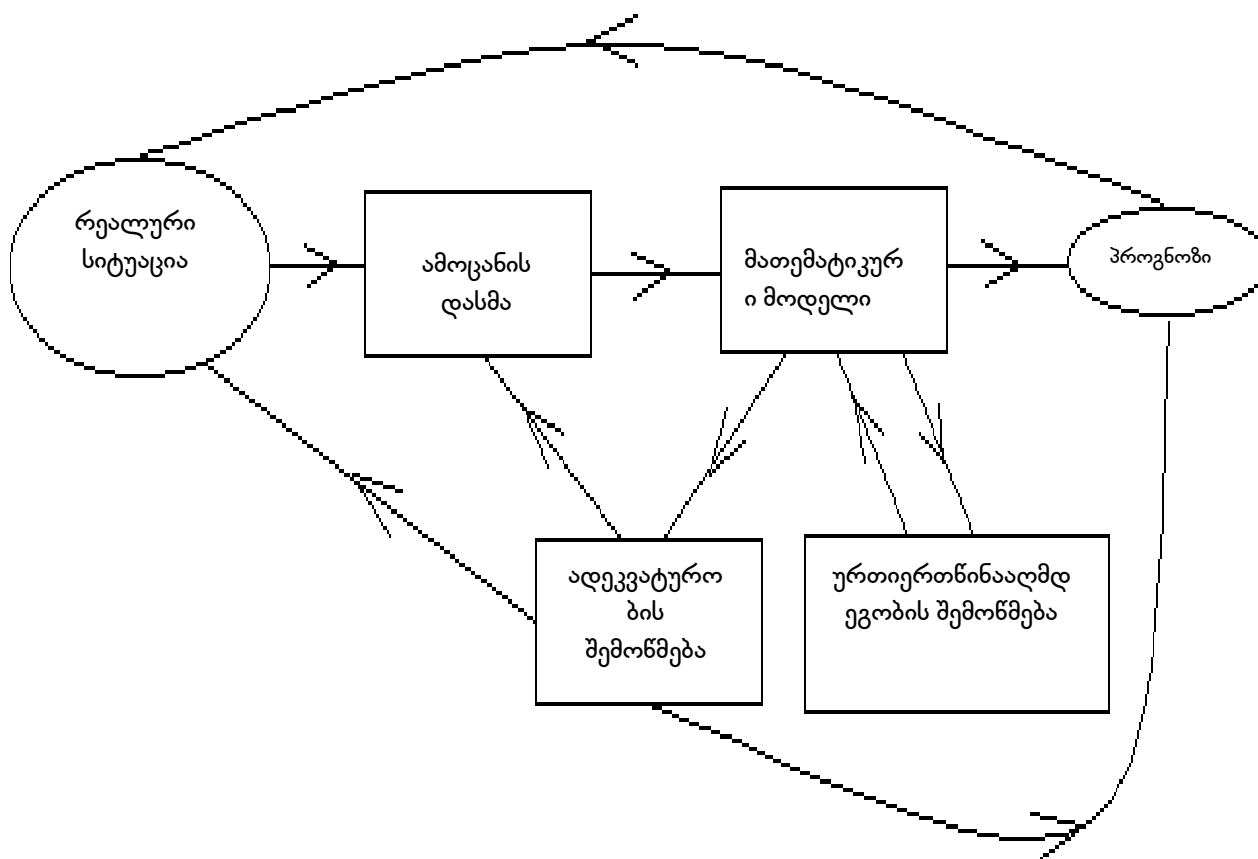 რეალური
სიტუაცია
ამოცანის
დასმა
მათემატიკურ
ი მოდელი
პროგნოზი
ადეკვატურო
ბის
შემოწმება
ურთიერთწინააღმდ
ეგობის შემოწმება